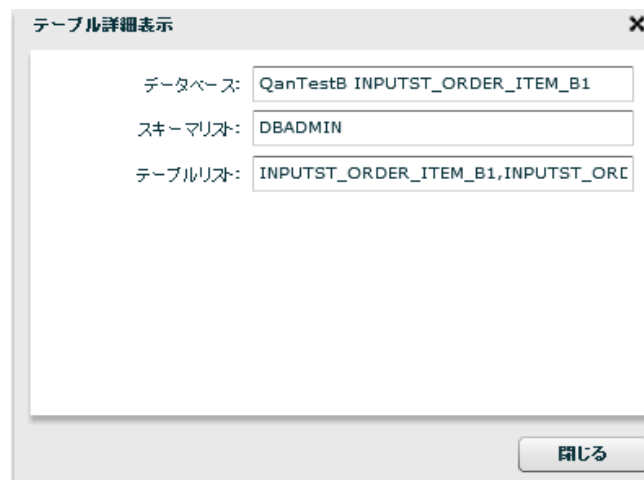 テーブル詳細表示
データベース: QanTestB INPUTST_ORDER_ITEM_B1
スキーマリスト: DBADMIN
テーブルリスト: INPUTST_ORDER_ITEM_B1,INPUTST_ORD
閉じる